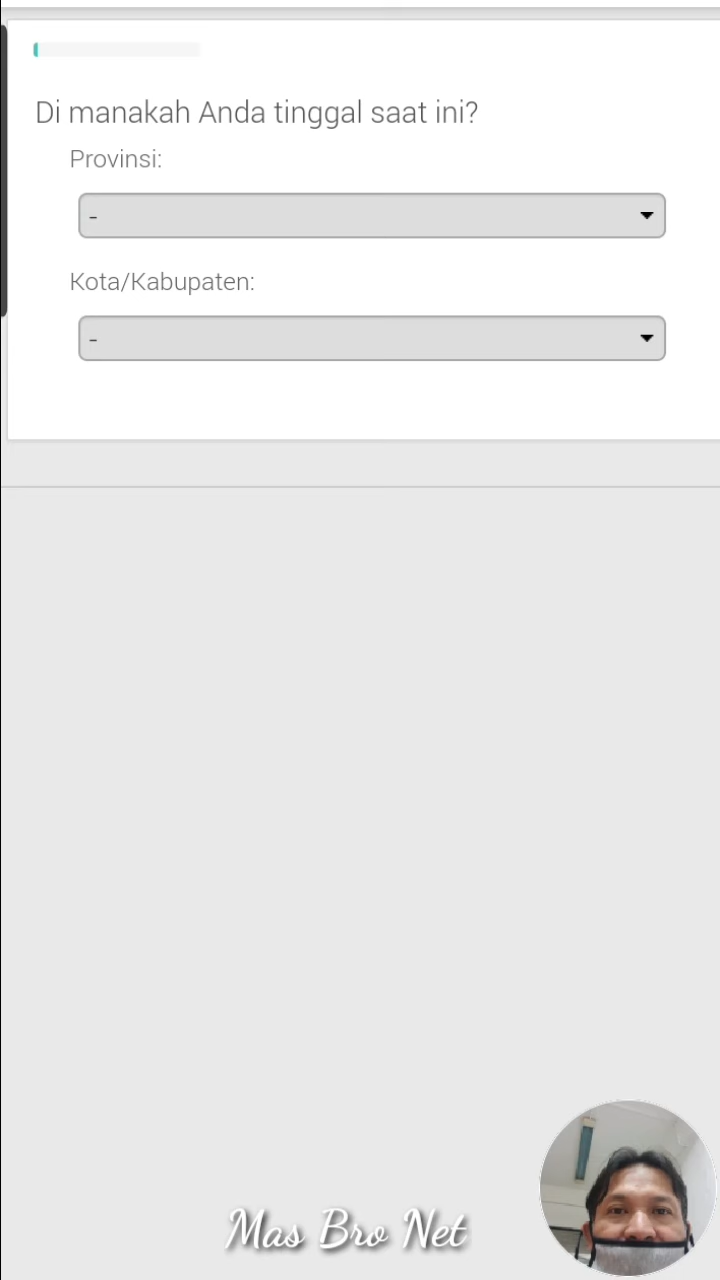 Di manakah Anda tinggal saat ini?
Provinsi:
-
Kota/Kabupaten:
-
Mas Bro Net